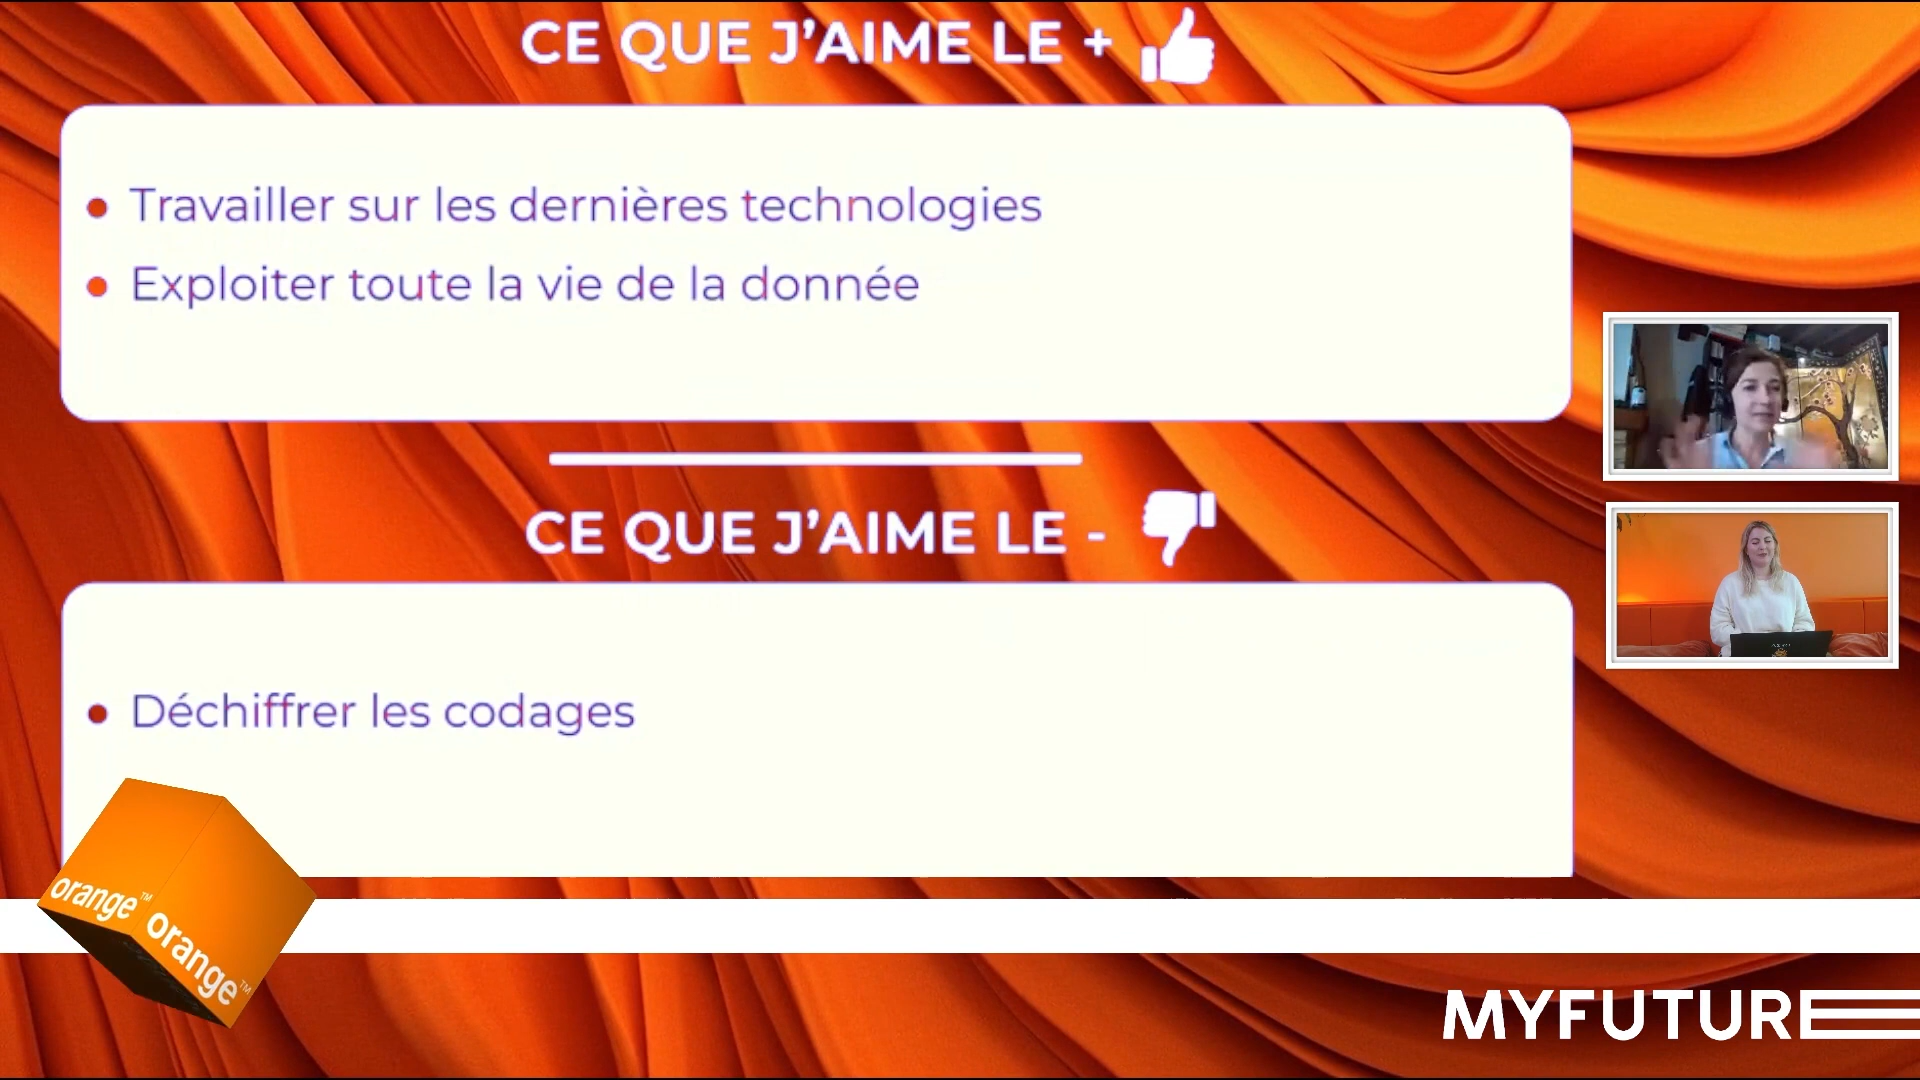 CE QUE J’AIME LE +
Travailler sur les dernières technologies
Exploiter toute la vie de la donnée
CE QUE J’AIME LE -
Déchiffrer les codages
orange™
orange™
MYFUTURE